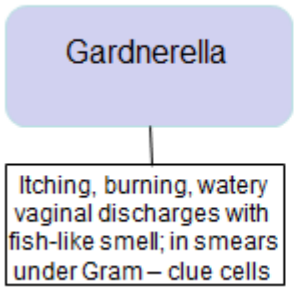 Gardnerella
Itching, burning, watery
vaginal discharges with
fish-like smell; in smears
under Gram – clue cells